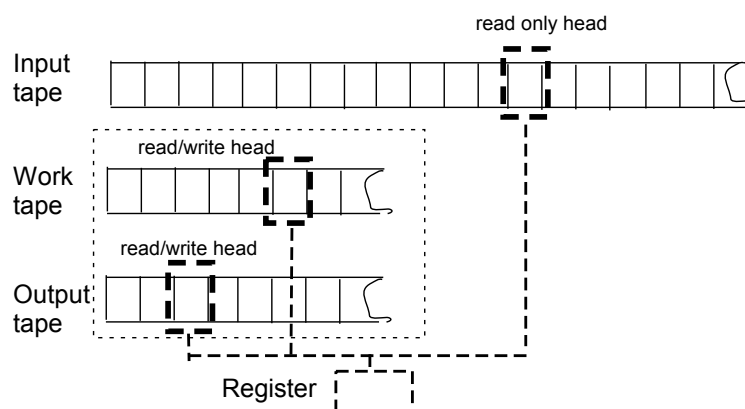 read only head
Input
tape
read/write head
Work
tape
read/write head
Output
tape
Register